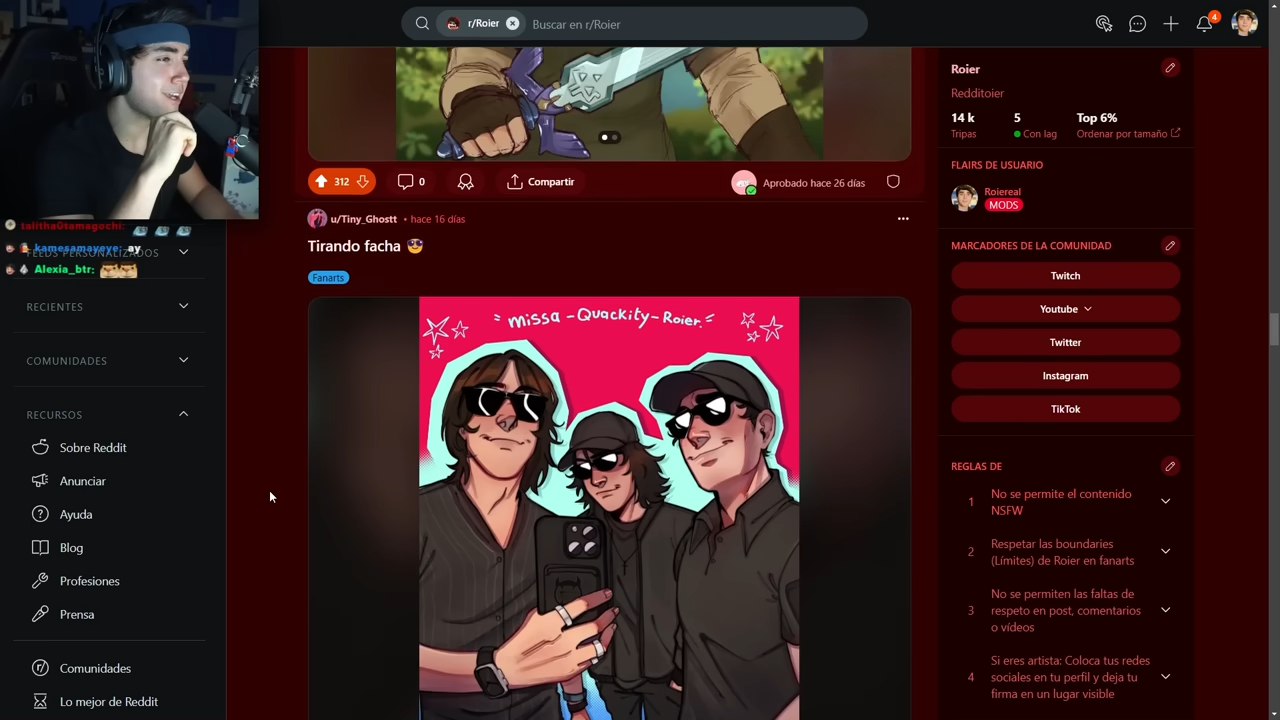 r/Roier
Buscar en r/Roier
4
talithaotamagochi:
kamesamayeye: ay
FEEDS PERSONALIZADOS
Alexia_btr:
RECIENTES
COMUNIDADES
RECURSOS
Sobre Reddit
Anunciar
Ayuda
Blog
Profesiones
Prensa
Comunidades
Lo mejor de Reddit
312
0
Compartir
Aprobado hace 26 días
u/Tiny_Ghostt • hace 16 días
Tirando facha 😎
Fanarts
missa - Quackity - Roier.
Roier
Redditoier
14 k
5
Top 6%
Tripas
Con lag
Ordenar por tamaño
FLAIRS DE USUARIO
Roiereal
MODS
MARCADORES DE LA COMUNIDAD
Twitch
Youtube
Twitter
Instagram
TikTok
REGLAS DE
1
No se permite el contenido
NSFW
2
Respetar las boundaries
(Límites) de Roier en fanarts
3
No se permiten las faltas de
respeto en post, comentarios
o vídeos
4
Si eres artista: Coloca tus redes
sociales en tu perfil y deja tu
firma en un lugar visible